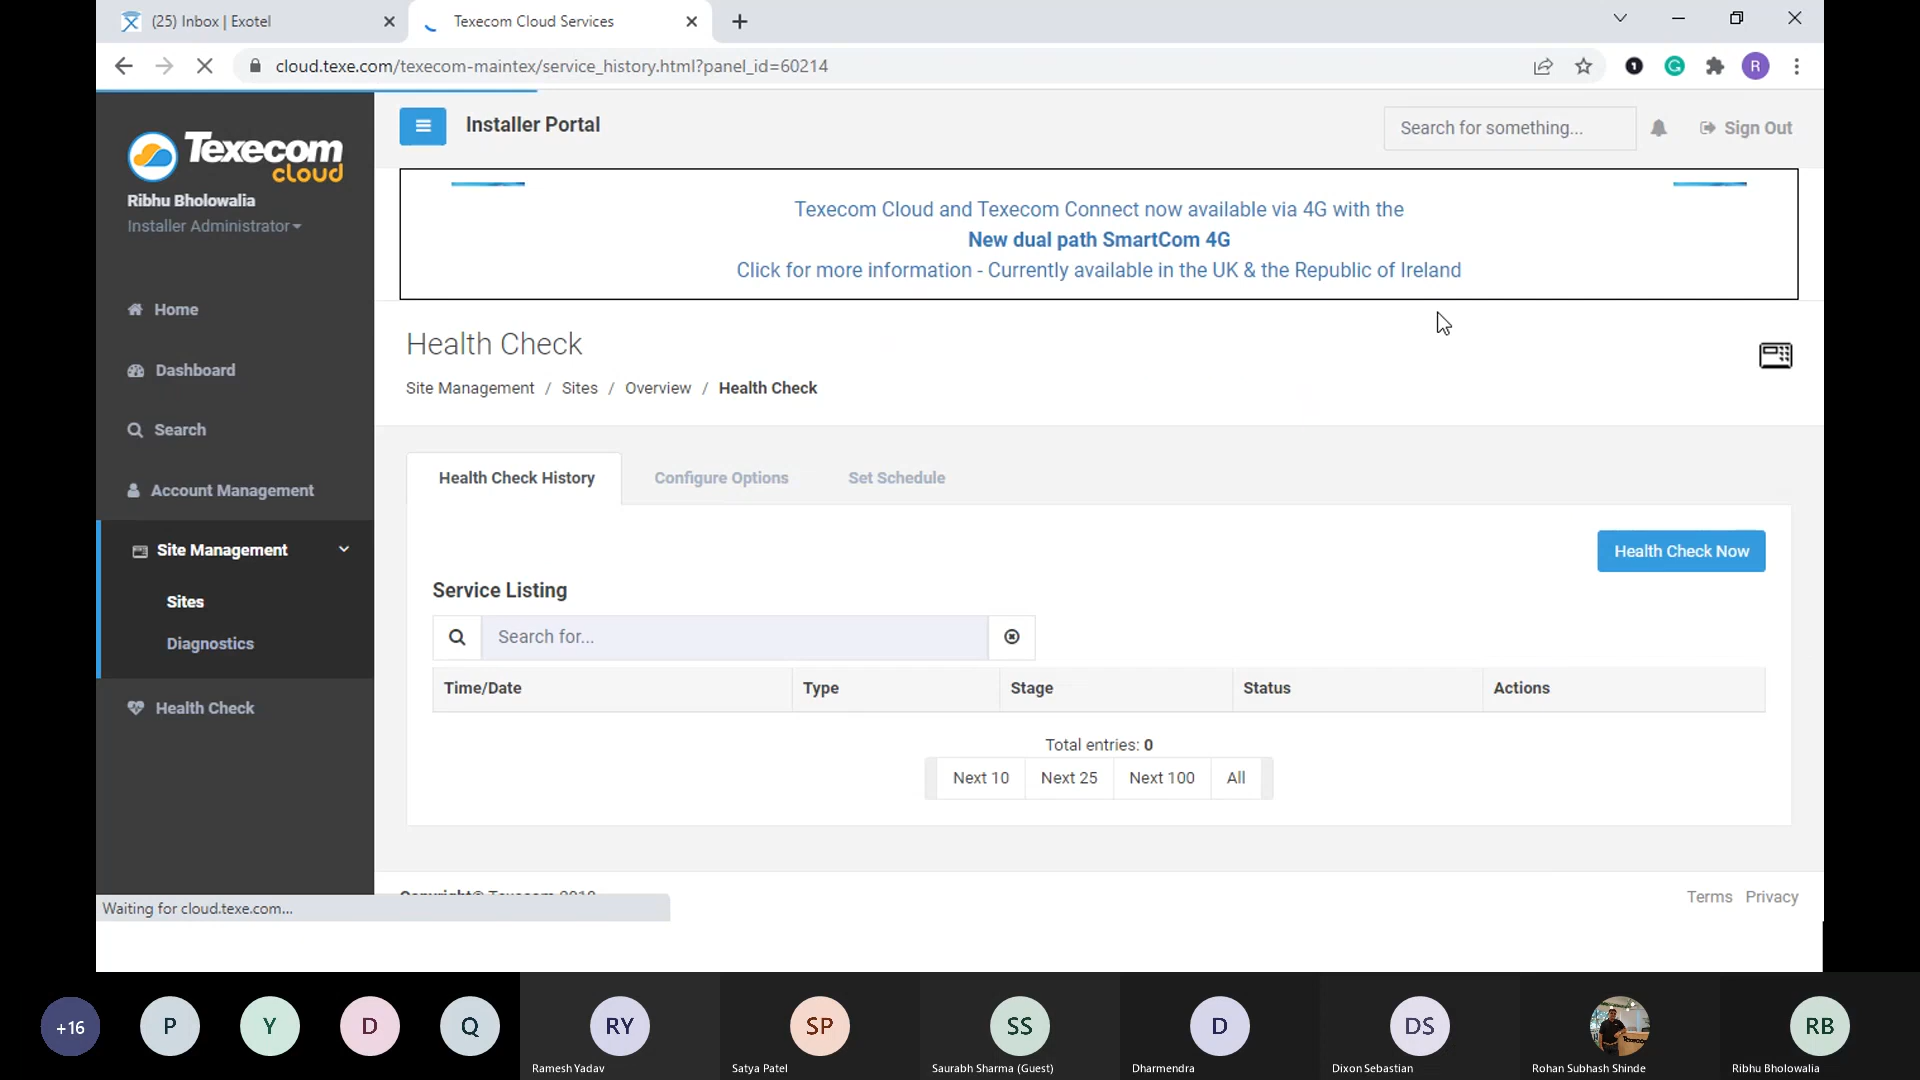 (25) Inbox | Exotel
Texecom Cloud Services
cloud.texe.com/texecom-maintex/service_history.html?panel_id=60214
R
Texecom
cloud
Ribhu Bholowalia
Installer Administrator
Home
Dashboard
Search
Account Management
Site Management
Sites
Diagnostics
Health Check
Installer Portal
Search for something...
Sign Out
Texecom Cloud and Texecom Connect now available via 4G with the
New dual path SmartCom 4G
Click for more information - Currently available in the UK & the Republic of Ireland
Health Check
Site Management / Sites / Overview / Health Check
Health Check History
Configure Options
Set Schedule
Health Check Now
Service Listing
Search for...
Time/Date Type Stage Status Actions
Total entries: 0
Next 10 Next 25 Next 100 All
Terms Privacy
Waiting for cloud.texe.com...
+16 P Y D Q RY SP SS D DS RB
Ramesh Yadav Satya Patel Saurabh Sharma (Guest) Dharmendra Dixon Sebastian Rohan Subhash Shinde Ribhu Bholowalia